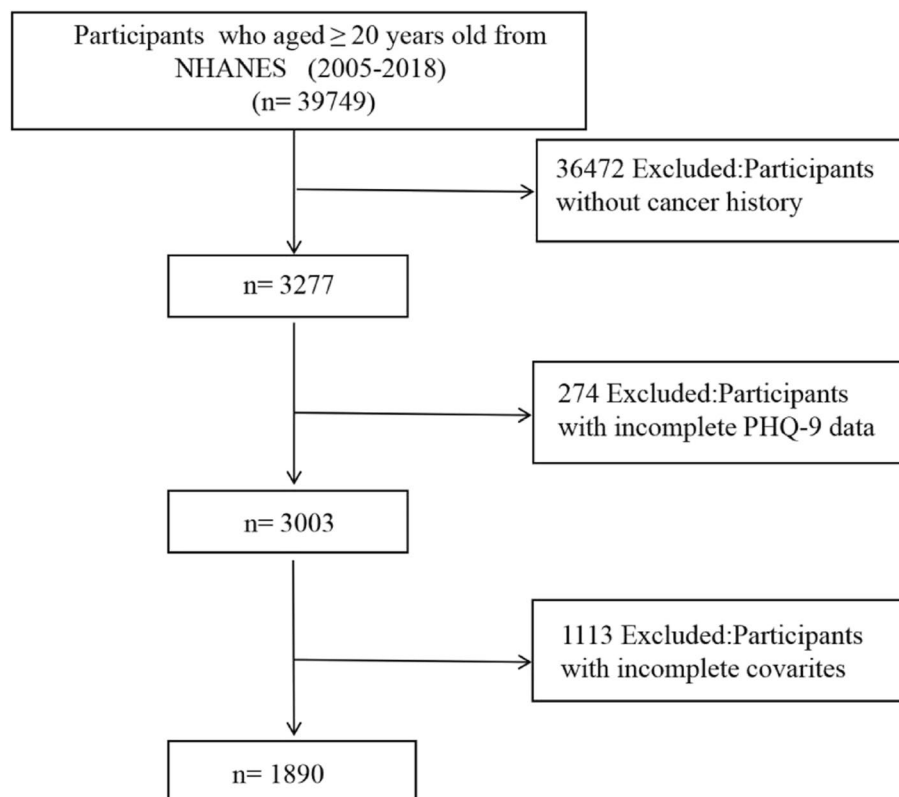 Participants who aged ≥ 20 years old from
NHANES (2005-2018)
(n= 39749)
36472 Excluded:Participants
without cancer history
n= 3277
274 Excluded:Participants
with incomplete PHQ-9 data
n= 3003
1113 Excluded:Participants
with incomplete covarites
n= 1890